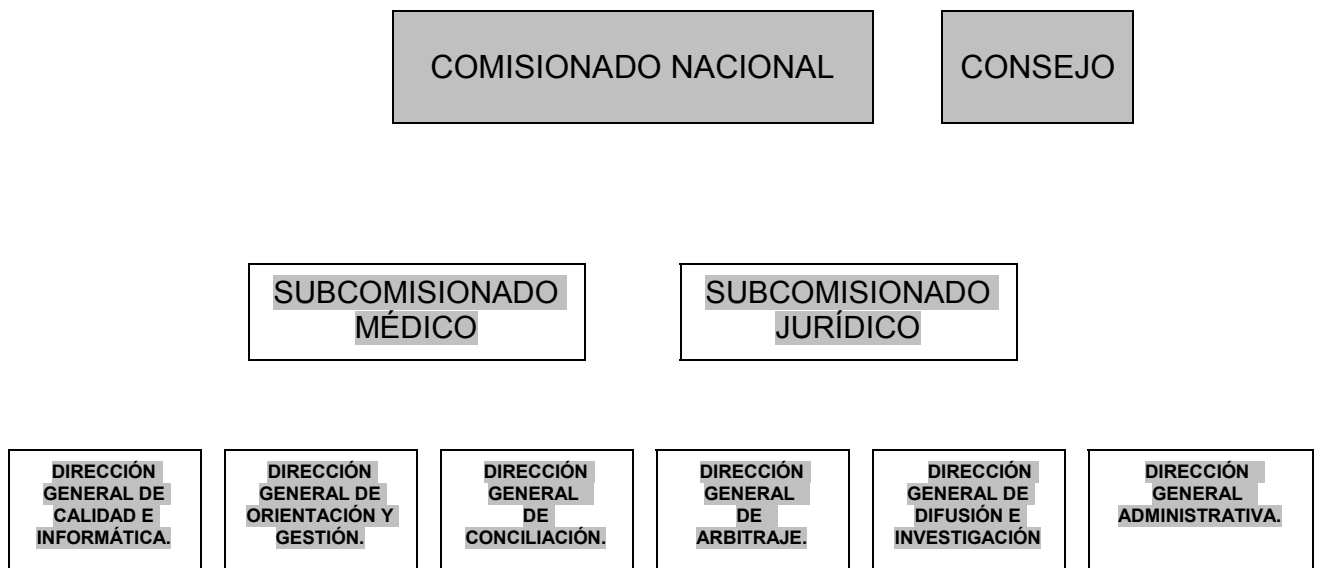 COMISIONADO NACIONAL
CONSEJO
SUBCOMISIONADO
MÉDICO
SUBCOMISIONADO
JURÍDICO
DIRECCIÓN
GENERAL DE
CALIDAD E
INFORMÁTICA.
DIRECCIÓN
GENERAL DE
ORIENTACIÓN Y
GESTIÓN.
DIRECCIÓN
GENERAL
DE
CONCILIACIÓN.
DIRECCIÓN
GENERAL
DE
ARBITRAJE.
DIRECCIÓN
GENERAL DE
DIFUSIÓN E
INVESTIGACIÓN
DIRECCIÓN
GENERAL
ADMINISTRATIVA.